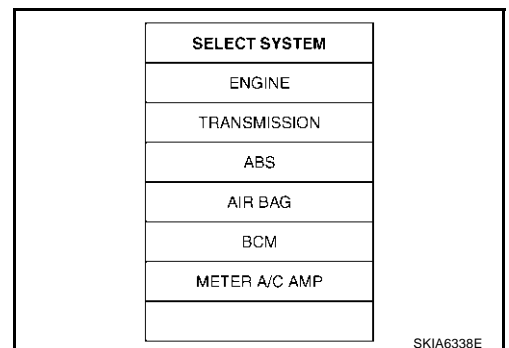 SELECT SYSTEM
ENGINE
TRANSMISSION
ABS
AIR BAG
BCM
METER A/C AMP
SKIA6338E